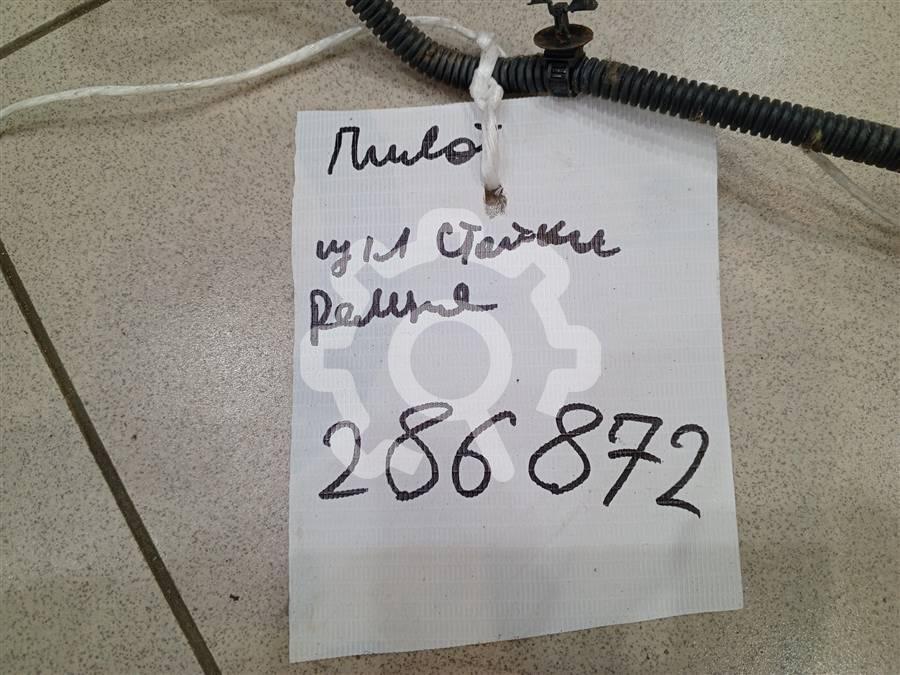 Пилот
стойки
Ремня
286872